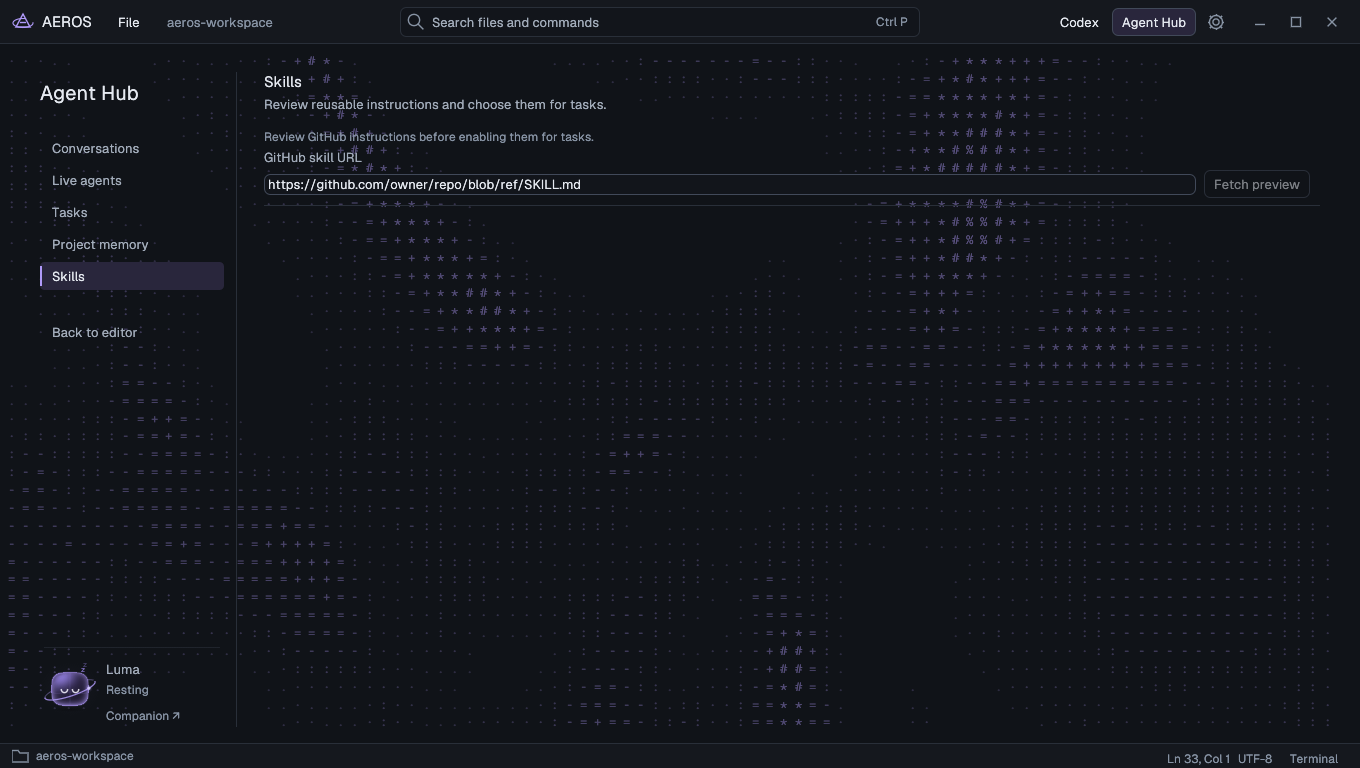 AEROS File aeros-workspace Search files and commands Ctrl P Codex Agent Hub
Agent Hub
Conversations
Live agents
Tasks
Project memory
Skills
Back to editor
Skills
Review reusable instructions and choose them for tasks.
Review GitHub instructions before enabling them for tasks.
GitHub skill URL
https://github.com/owner/repo/blob/ref/SKILL.md Fetch preview
Luma
Resting
Companion ↗
aeros-workspace Ln 33, Col 1 UTF-8 Terminal